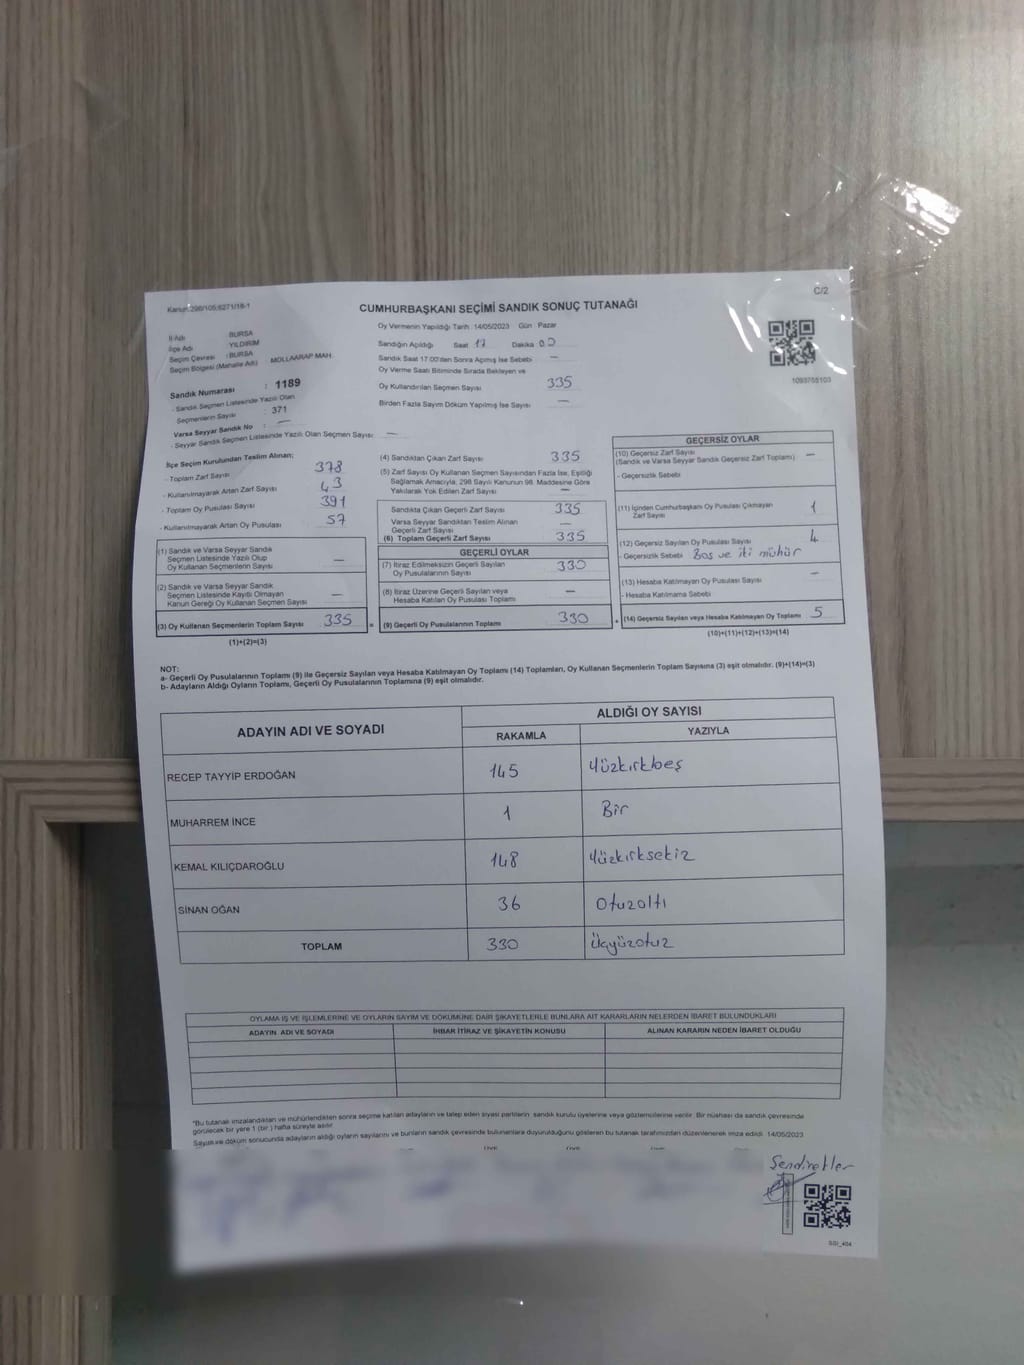 Kanun:298/105;6271/18-1
C/2
CUMHURBAŞKANI SEÇİMİ SANDIK SONUÇ TUTANAĞI
İl Adı : BURSA
İlçe Adı : YILDIRIM
Seçim Çevresi : BURSA
Seçim Bölgesi (Mahalle Adı) MOLLAARAP MAH.
Sandık Numarası : 1189
- Sandık Seçmen Listesinde Yazılı Olan
Seçmenlerin Sayısı : 371
Varsa Seyyar Sandık No : —
- Seyyar Sandık Seçmen Listesinde Yazılı Olan Seçmen Sayısı: —
Oy Vermenin Yapıldığı Tarih : 14/05/2023 Gün Pazar
Sandığın Açıldığı Saat 17 Dakika 00
Sandık Saat 17:00'den Sonra Açılmış İse Sebebi —
Oy Verme Saati Bitiminde Sırada Bekleyen ve
Oy Kullandırılan Seçmen Sayısı 335
Birden Fazla Sayım Döküm Yapılmış İse Sayısı —
1093765103
İlçe Seçim Kurulundan Teslim Alınan;
- Toplam Zarf Sayısı 378
- Kullanılmayarak Artan Zarf Sayısı 43
- Toplam Oy Pusulası Sayısı 391
- Kullanılmayarak Artan Oy Pusulası 57
(1) Sandık ve Varsa Seyyar Sandık
Seçmen Listesinde Yazılı Olup
Oy Kullanan Seçmenlerin Sayısı —
(2) Sandık ve Varsa Seyyar Sandık
Seçmen Listesinde Kayıtlı Olmayan
Kanun Gereği Oy Kullanan Seçmen Sayısı —
(3) Oy Kullanan Seçmenlerin Toplam Sayısı 335 =
(1)+(2)=(3)
(4) Sandıktan Çıkan Zarf Sayısı 335
(5) Zarf Sayısı Oy Kullanan Seçmen Sayısından Fazla İse, Eşitliği
Sağlamak Amacıyla; 298 Sayılı Kanunun 98. Maddesine Göre
Yakılarak Yok Edilen Zarf Sayısı —
Sandıkta Çıkan Geçerli Zarf Sayısı 335
Varsa Seyyar Sandıktan Teslim Alınan
Geçerli Zarf Sayısı —
(6) Toplam Geçerli Zarf Sayısı 335
GEÇERLİ OYLAR
(7) İtiraz Edilmeksizin Geçerli Sayılan
Oy Pusulalarının Sayısı 330
(8) İtiraz Üzerine Geçerli Sayılan veya
Hesaba Katılan Oy Pusulaları Toplamı —
(9) Geçerli Oy Pusulalarının Toplamı 330 +
GEÇERSİZ OYLAR
(10) Geçersiz Zarf Sayısı
(Sandık ve Varsa Seyyar Sandık Geçersiz Zarf Toplamı) —
- Geçersizlik Sebebi
(11) İçinden Cumhurbaşkanı Oy Pusulası Çıkmayan
Zarf Sayısı 1
(12) Geçersiz Sayılan Oy Pusulası Sayısı 4
- Geçersizlik Sebebi Boş ve iki mühür
(13) Hesaba Katılmayan Oy Pusulası Sayısı —
- Hesaba Katılmama Sebebi
(14) Geçersiz Sayılan veya Hesaba Katılmayan Oy Toplamı 5
(10)+(11)+(12)+(13)=(14)
NOT:
a- Geçerli Oy Pusulalarının Toplamı (9) ile Geçersiz Sayılan veya Hesaba Katılmayan Oy Toplamı (14) Toplamları, Oy Kullanan Seçmenlerin Toplam Sayısına (3) eşit olmalıdır. (9)+(14)=(3)
b- Adayların Aldığı Oyların Toplamı, Geçerli Oy Pusulalarının Toplamına (9) eşit olmalıdır.
ADAYIN ADI VE SOYADI ALDIĞI OY SAYISI
RAKAMLA YAZIYLA
RECEP TAYYİP ERDOĞAN 145 Yüzkırkbeş
MUHARREM İNCE 1 Bir
KEMAL KILIÇDAROĞLU 148 Yüzkırksekiz
SİNAN OĞAN 36 Otuzaltı
TOPLAM 330 Üçyüzotuz
OYLAMA İŞ VE İŞLEMLERİNE VE OYLARIN SAYIM VE DÖKÜMÜNE DAİR ŞİKAYETLERLE BUNLARA AİT KARARLARIN NELERDEN İBARET BULUNDUKLARI
ADAYIN ADI VE SOYADI İHBAR İTİRAZ VE ŞİKAYETİN KONUSU ALINAN KARARIN NEDEN İBARET OLDUĞU
*Bu tutanak imzalandıktan ve mühürlendikten sonra seçime katılan adayların ve talep eden siyasi partilerin sandık kurulu üyelerine veya gözlemcilerine verilir. Bir nüshası da sandık çevresinde
görülecek bir yere 1 (bir ) hafta süreyle asılır.
Sayım ve döküm sonucunda adayların aldığı oyların sayılarını ve bunların sandık çevresinde bulunanlara duyurulduğunu gösteren bu tutanak tarafımızdan düzenlenerek imza edildi. 14/05/2023
SSI_404